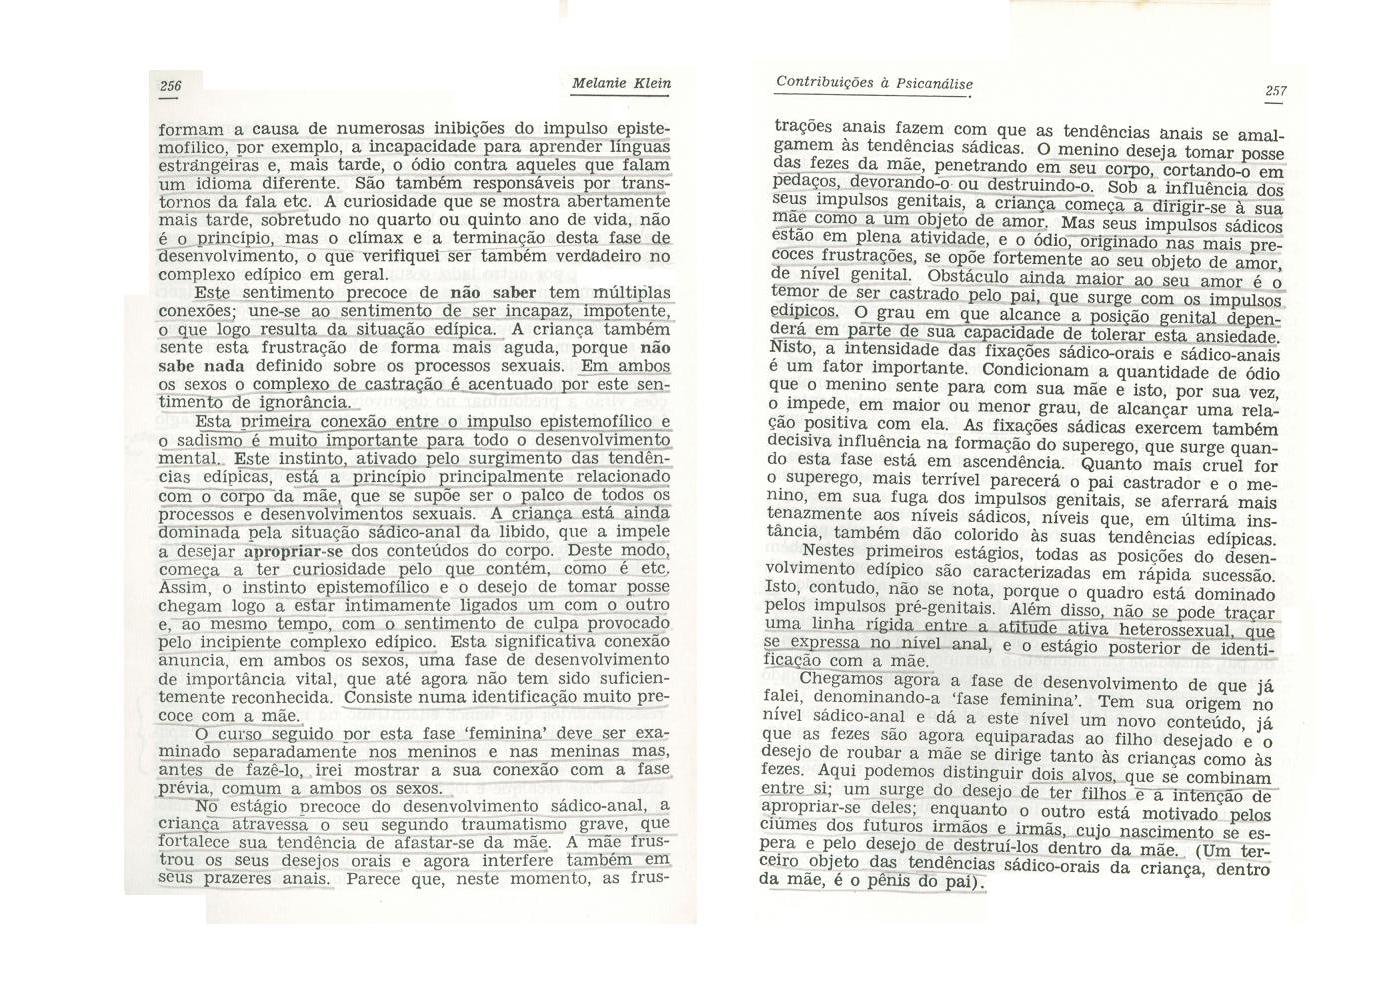 256
Melanie Klein
formam a causa de numerosas inibições do impulso episte-
mofílico, por exemplo, a incapacidade para aprender línguas
estrangeiras e, mais tarde, o ódio contra aqueles que falam
um idioma diferente. São também responsáveis por trans-
tornos da fala etc. A curiosidade que se mostra abertamente
mais tarde, sobretudo no quarto ou quinto ano de vida, não
é o princípio, mas o clímax e a terminação desta fase de
desenvolvimento, o que verifiquei ser também verdadeiro no
complexo edípico em geral.
Este sentimento precoce de não saber tem múltiplas
conexões; une-se ao sentimento de ser incapaz, impotente,
o que logo resulta da situação edípica. A criança também
sente esta frustração de forma mais aguda, porque não
sabe nada definido sobre os processos sexuais. Em ambos
os sexos o complexo de castração é acentuado por este sen-
timento de ignorância.
Esta primeira conexão entre o impulso epistemofílico e
o sadismo é muito importante para todo o desenvolvimento
mental. Este instinto, ativado pelo surgimento das tendên-
cias edípicas, está a princípio principalmente relacionado
com o corpo da mãe, que se supõe ser o palco de todos os
processos e desenvolvimentos sexuais. A criança está ainda
dominada pela situação sádico-anal da libido, que a impele
a desejar apropriar-se dos conteúdos do corpo. Deste modo,
começa a ter curiosidade pelo que contém, como é etc.
Assim, o instinto epistemofílico e o desejo de tomar posse
chegam logo a estar intimamente ligados um com o outro
e, ao mesmo tempo, com o sentimento de culpa provocado
pelo incipiente complexo edípico. Esta significativa conexão
anuncia, em ambos os sexos, uma fase de desenvolvimento
de importância vital, que até agora não tem sido suficien-
temente reconhecida. Consiste numa identificação muito pre-
coce com a mãe.
O curso seguido por esta fase 'feminina' deve ser exa-
minado separadamente nos meninos e nas meninas mas,
antes de fazê-lo, irei mostrar a sua conexão com a fase
prévia, comum a ambos os sexos.
No estágio precoce do desenvolvimento sádico-anal, a
criança atravessa o seu segundo traumatismo grave, que
fortalece sua tendência de afastar-se da mãe. A mãe frus-
trou os seus desejos orais e agora interfere também em
seus prazeres anais. Parece que, neste momento, as frus-
Contribuições à Psicanálise
257
trações anais fazem com que as tendências anais se amal-
gamem às tendências sádicas. O menino deseja tomar posse
das fezes da mãe, penetrando em seu corpo, cortando-o em
pedaços, devorando-o ou destruindo-o. Sob a influência dos
seus impulsos genitais, a criança começa a dirigir-se à sua
mãe como a um objeto de amor. Mas seus impulsos sádicos
estão em plena atividade, e o ódio, originado nas mais pre-
coces frustrações, se opõe fortemente ao seu objeto de amor,
de nível genital. Obstáculo ainda maior ao seu amor é o
temor de ser castrado pelo pai, que surge com os impulsos
edípicos. O grau em que alcance a posição genital depen-
derá em parte de sua capacidade de tolerar esta ansiedade.
Nisto, a intensidade das fixações sádico-orais e sádico-anais
é um fator importante. Condicionam a quantidade de ódio
que o menino sente para com sua mãe e isto, por sua vez,
o impede, em maior ou menor grau, de alcançar uma rela-
ção positiva com ela. As fixações sádicas exercem também
decisiva influência na formação do superego, que surge quan-
do esta fase está em ascendência. Quanto mais cruel for
o superego, mais terrível parecerá o pai castrador e o me-
nino, em sua fuga dos impulsos genitais, se aferrará mais
tenazmente aos níveis sádicos, níveis que, em última ins-
tância, também dão colorido às suas tendências edípicas.
Nestes primeiros estágios, todas as posições do desen-
volvimento edípico são caracterizadas em rápida sucessão.
Isto, contudo, não se nota, porque o quadro está dominado
pelos impulsos pré-genitais. Além disso, não se pode traçar
uma linha rígida entre a atitude ativa heterossexual, que
se expressa no nível anal, e o estágio posterior de identi-
ficação com a mãe.
Chegamos agora a fase de desenvolvimento de que já
falei, denominando-a 'fase feminina'. Tem sua origem no
nível sádico-anal e dá a este nível um novo conteúdo, já
que as fezes são agora equiparadas ao filho desejado e o
desejo de roubar a mãe se dirige tanto às crianças como às
fezes. Aqui podemos distinguir dois alvos, que se combinam
entre si; um surge do desejo de ter filhos e a intenção de
apropriar-se deles; enquanto o outro está motivado pelos
ciúmes dos futuros irmãos e irmãs, cujo nascimento se es-
pera e pelo desejo de destruí-los dentro da mãe. (Um ter-
ceiro objeto das tendências sádico-orais da criança, dentro
da mãe, é o pênis do pai).